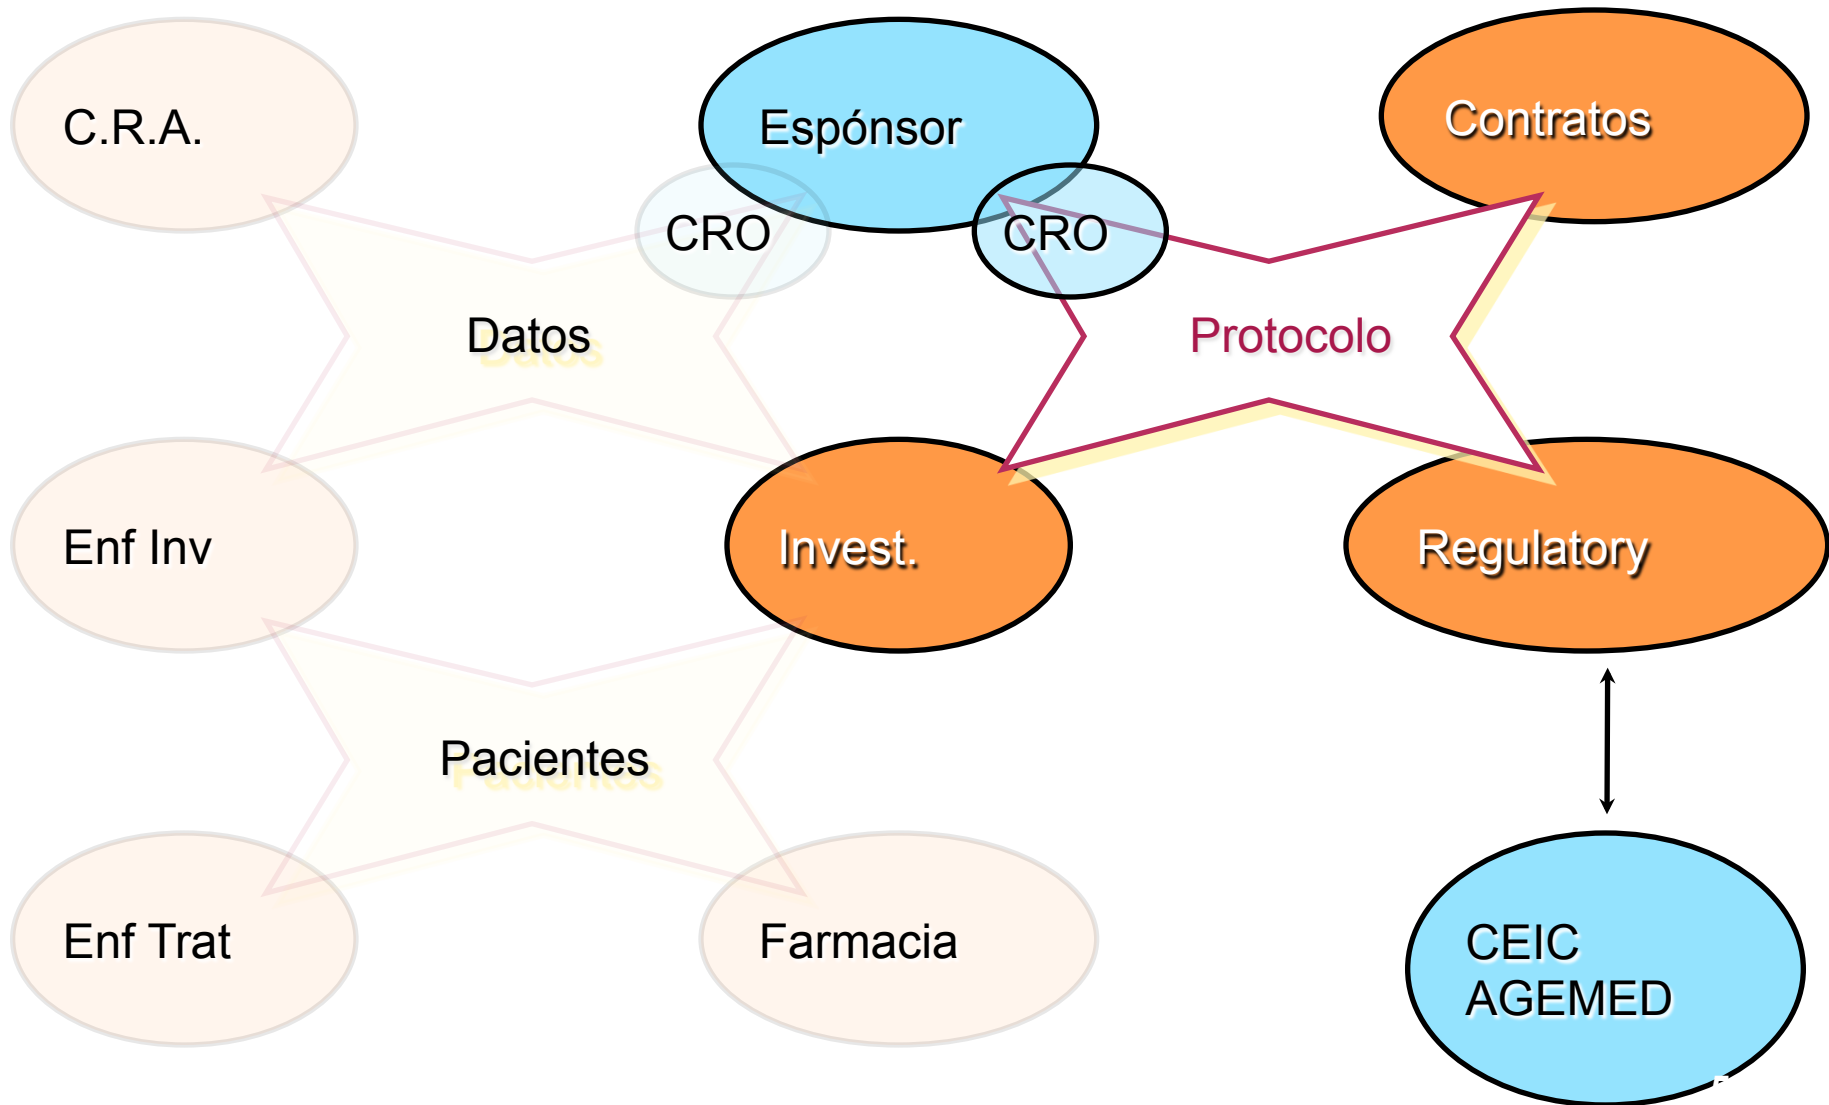 C.R.A.
Espónsor
Contratos
CRO
CRO
Datos
Protocolo
Enf Inv
Invest.
Regulatory
Pacientes
Enf Trat
Farmacia
CEIC
AGEMED